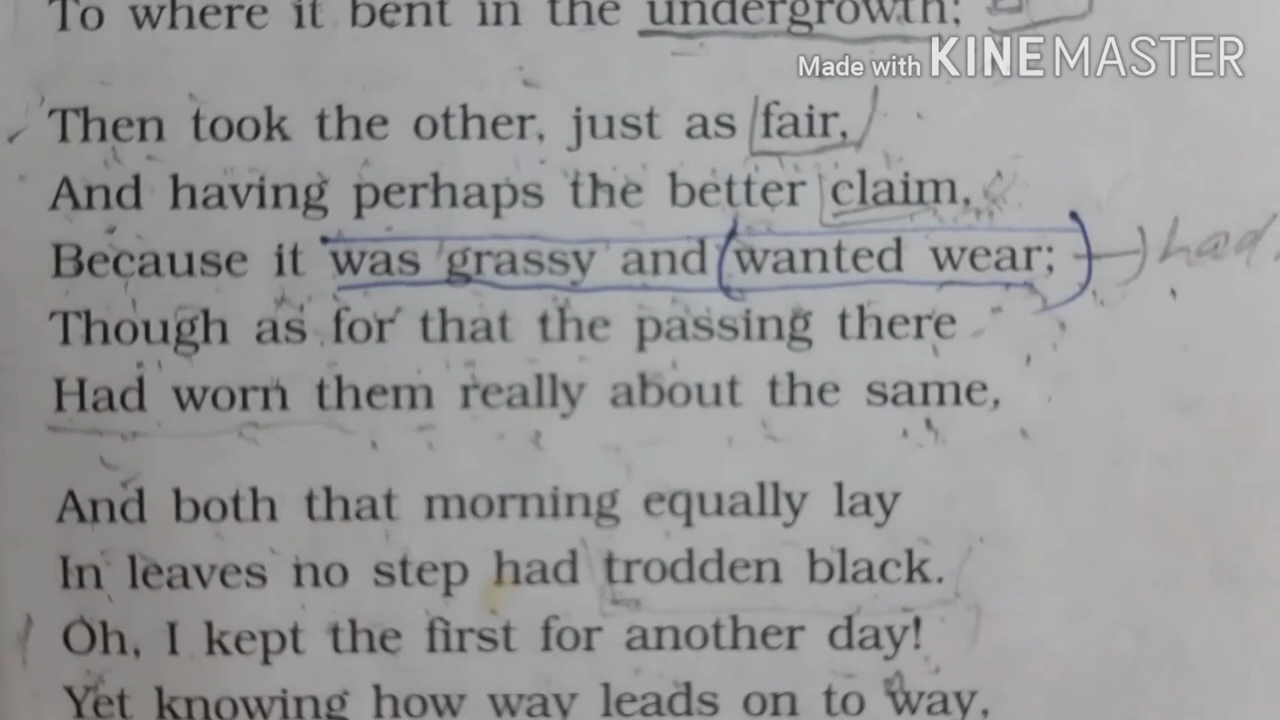 To where it bent in the undergrowth;
Made with KINEMASTER
Then took the other, just as fair,
And having perhaps the better claim,
Because it was grassy and wanted wear;
had
Though as for that the passing there
Had worn them really about the same,
And both that morning equally lay
In leaves no step had trodden black.
Oh, I kept the first for another day!
Yet knowing how way leads on to way,